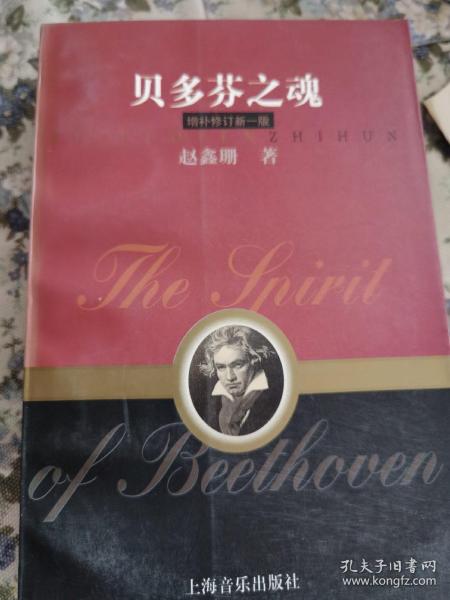 贝多芬之魂
增补修订新一版
ZHIHUN
赵鑫珊 著
The Spirit
of Beethoven
上海音乐出版社
孔夫子旧书网
www.kongfz.com